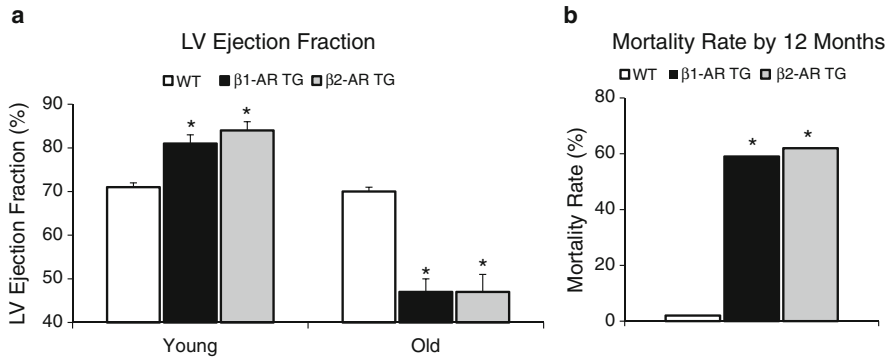 a
LV Ejection Fraction
WT β1-AR TG β2-AR TG
LV Ejection Fraction (%)
90
80
70
60
50
40
* *
* *
Young Old
b
Mortality Rate by 12 Months
WT β1-AR TG β2-AR TG
Mortality Rate (%)
80
60
40
20
0
* *